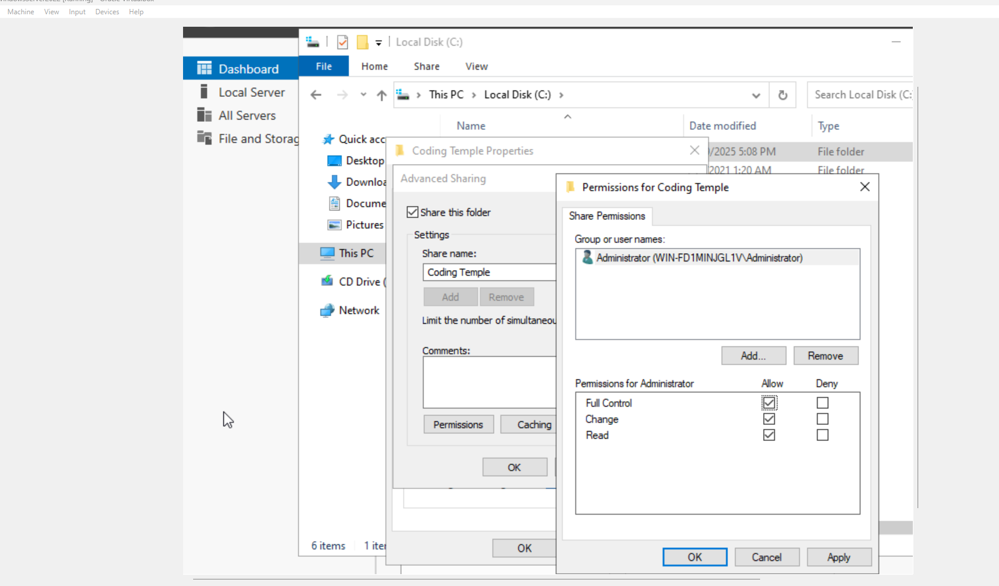 Machine View Input Devices Help
Local Disk (C:)
File Home Share View
This PC > Local Disk (C:) >
Search Local Disk (C:
Name Date modified Type
Dashboard
Local Server
All Servers
File and Storag
Quick acc
Desktop
Downloa
Docume
Pictures
This PC
CD Drive (
Network
6 items 1 iter
/2025 5:08 PM File folder
2021 1:20 AM File folder
Coding Temple Properties
Advanced Sharing
Share this folder
Settings
Share name:
Coding Temple
Add Remove
Limit the number of simultaneou
Comments:
Permissions Caching
OK
OK
Permissions for Coding Temple
Share Permissions
Group or user names:
Administrator (WIN-FD1MINJGL1V\Administrator)
Add... Remove
Permissions for Administrator Allow Deny
Full Control
Change
Read
OK Cancel Apply